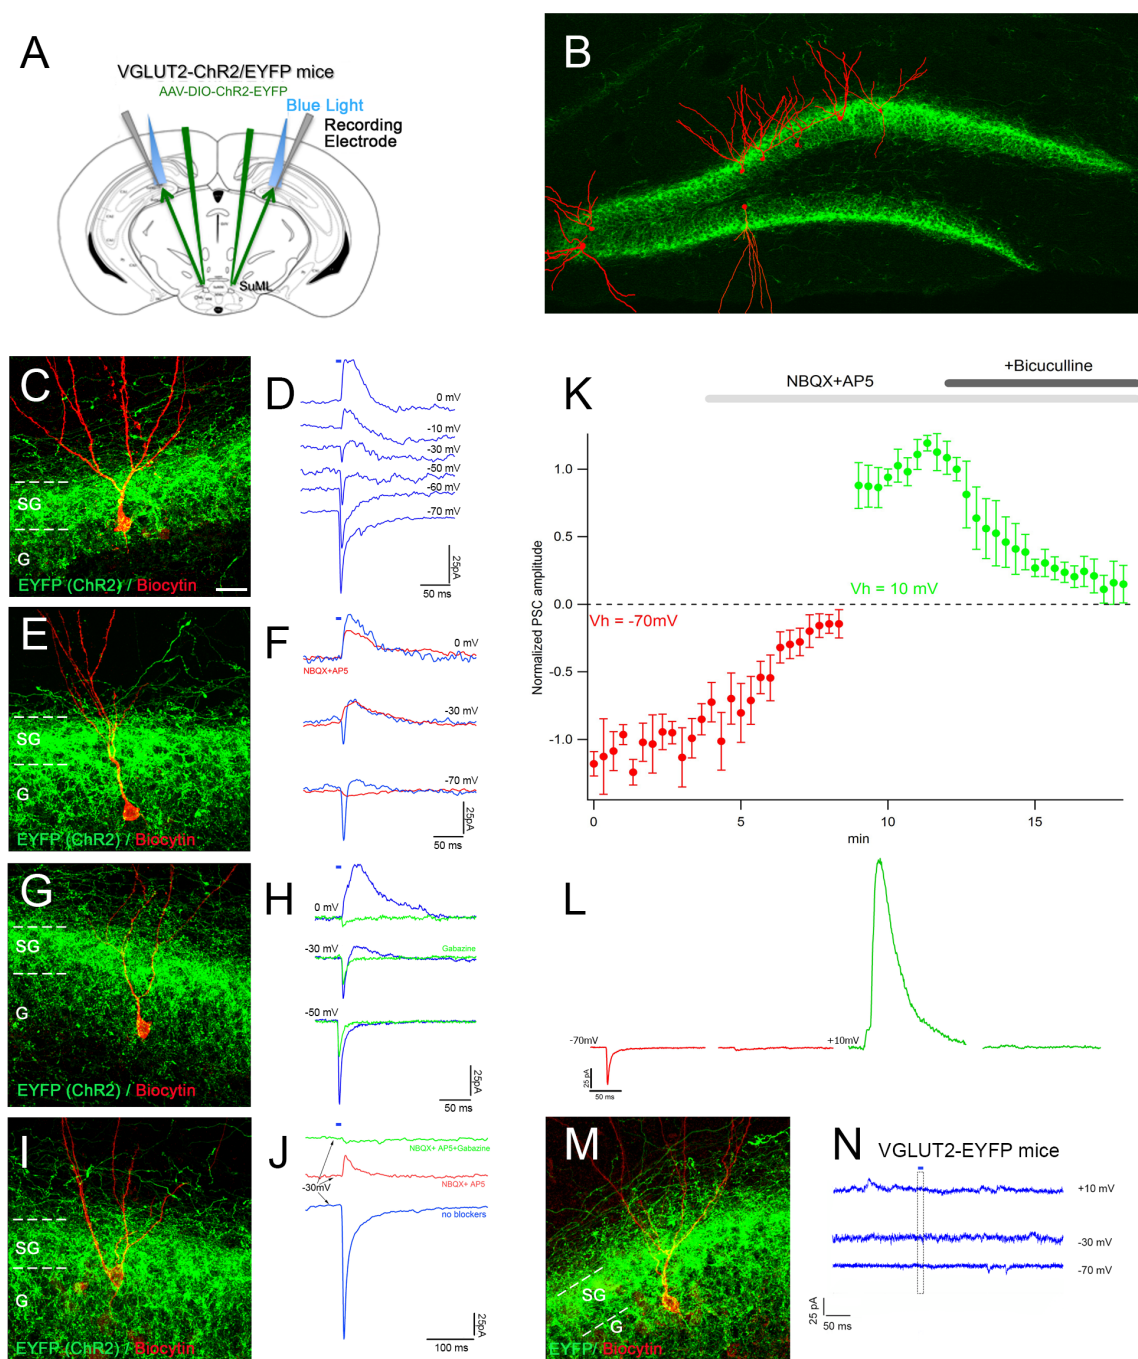 A
VGLUT2-ChR2/EYFP mice
AAV-DIO-ChR2-EYFP
Blue Light
Recording
Electrode
SuML
B
C
SG
G
EYFP (ChR2) / Biocytin
D
0 mV
-10 mV
-30 mV
-50 mV
-60 mV
-70 mV
25pA
50 ms
E
SG
G
EYFP (ChR2) / Biocytin
F
0 mV
NBQX+AP5
-30 mV
-70 mV
25pA
50 ms
G
SG
G
EYFP (ChR2) / Biocytin
H
0 mV
Gabazine
-30 mV
-50 mV
25pA
50 ms
I
SG
G
EYFP (ChR2) / Biocytin
J
NBQX+ AP5+Gabazine
-30mV
NBQX+ AP5
no blockers
25pA
100 ms
K
+Bicuculline
NBQX+AP5
Normalized PSC amplitude
1.0
0.5
0.0
-0.5
-1.0
Vh = 10 mV
Vh = -70mV
0
5
10
15
min
L
-70mV
+10mV
25 pA
50 ms
M
SG
G
EYFP/ Biocytin
N
VGLUT2-EYFP mice
+10 mV
-30 mV
-70 mV
25 pA
50 ms